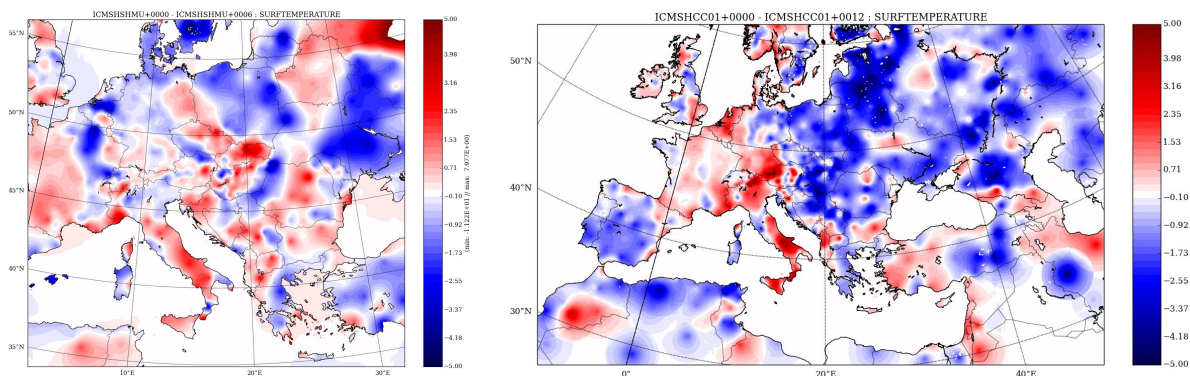 ICMSHSHMU+0000 - ICMSHSHMU+0006 : SURFTEMPERATURE
55°N
50°N
45°N
40°N
35°N
10°E
20°E
30°E
5.00
3.98
3.16
2.35
1.53
0.71
-0.10
-0.91
-1.73
-2.55
-3.37
-4.18
-5.00
(min: -1.122E+01 // max: 7.977E+00)
ICMSHCC01+0000 - ICMSHCC01+0012 : SURFTEMPERATURE
50°N
40°N
30°N
0°
20°E
40°E
5.00
3.98
3.16
2.35
1.53
0.71
-0.10
-0.91
-1.73
-2.55
-3.37
-4.18
-5.00